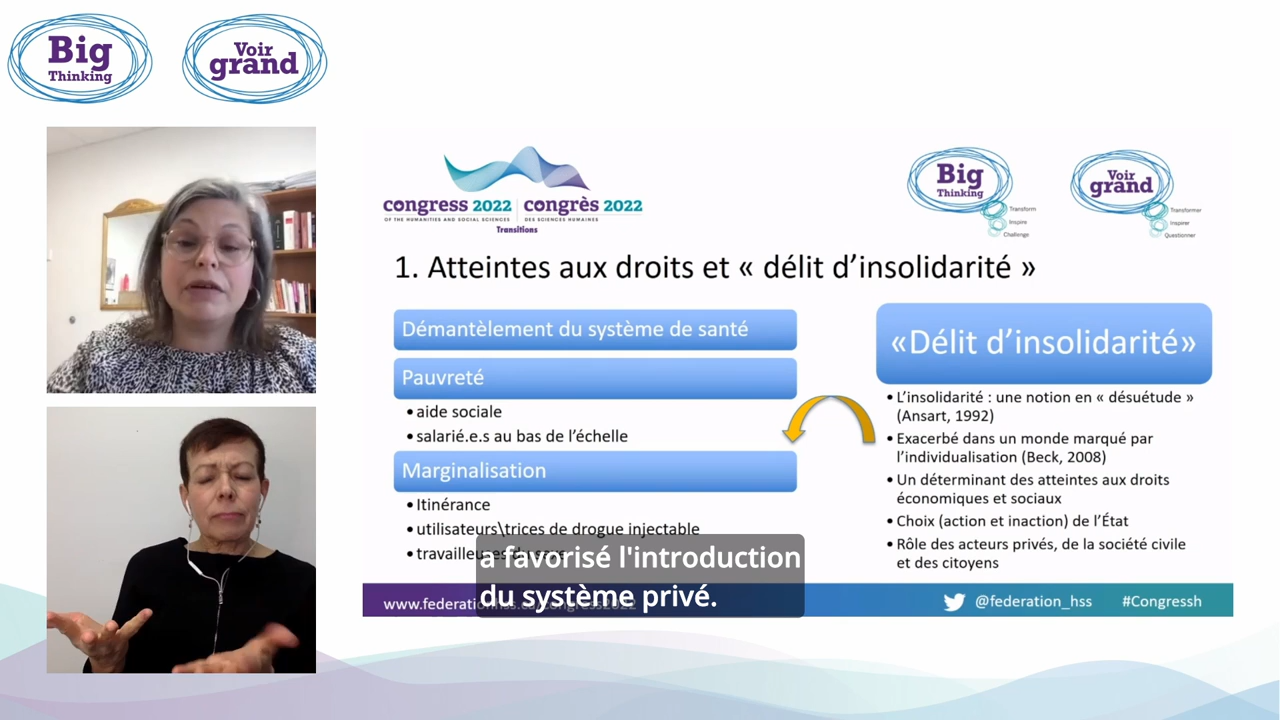 Big
Thinking
Voir
grand
congress 2022 | congrès 2022
OF THE HUMANITIES AND SOCIAL SCIENCES | DES SCIENCES HUMAINES
Transitions
Big
Thinking
Transform
Inspire
Challenge
Voir
grand
Transformer
Inspirer
Questionner
1. Atteintes aux droits et « délit d’insolidarité »
Démantèlement du système de santé
Pauvreté
• aide sociale
• salarié.e.s au bas de l’échelle
Marginalisation
• Itinérance
• utilisateurs\trices de drogue injectable
• travailleu
«Délit d’insolidarité»
• L’insolidarité : une notion en « désuétude »
(Ansart, 1992)
• Exacerbé dans un monde marqué par
l’individualisation (Beck, 2008)
• Un déterminant des atteintes aux droits
économiques et sociaux
• Choix (action et inaction) de l’État
• Rôle des acteurs privés, de la société civile
et des citoyens
a favorisé l'introduction
du système privé.
www.federationhss.ca/congress2022
@federation_hss
#Congressh